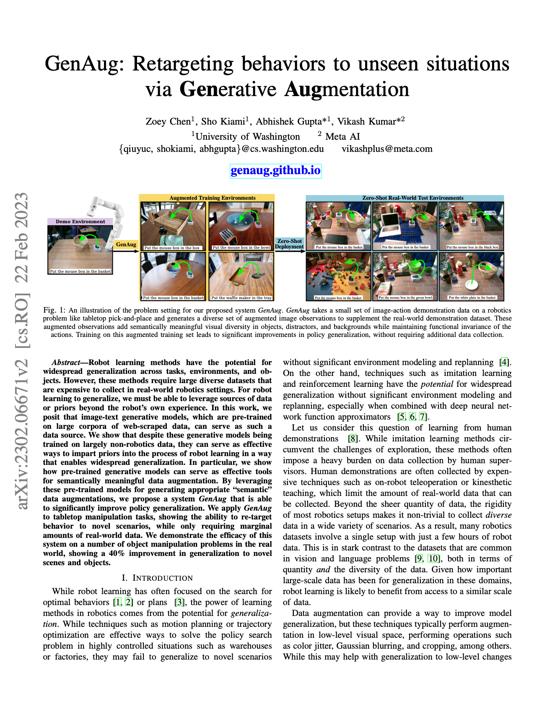 GenAug: Retargeting behaviors to unseen situations
via Generative Augmentation
Zoey Chen¹, Sho Kiami¹, Abhishek Gupta*¹, Vikash Kumar*²
¹University of Washington ²Meta AI
{qiuyuc, shokiami, abhgupta}@cs.washington.edu vikashplus@meta.com
genaug.github.io
arXiv:2302.06671v2 [cs.RO] 22 Feb 2023
Demo Environment
Put the mouse box in the basket
GenAug
Augmented Training Environments
Put the mouse box in the box
Put the mouse box in the bowl
Put the mouse box in the basket
Put the waffle maker in the tray
Zero-Shot
Deployment
Zero-Shot Real-World Test Environments
Put the mouse box in the basket
Put the mouse box in the basket
Put the mouse box in the black box
Put the mouse box in the basket
Put the mouse box in the green bowl
Put the white plate in the basket
Fig. 1: An illustration of the problem setting for our proposed system GenAug. GenAug takes a small set of image-action demonstration data on a robotics
problem like tabletop pick-and-place and generates a diverse set of augmented image observations to supplement the real-world demonstration dataset. These
augmented observations add semantically meaningful visual diversity in objects, distractors, and backgrounds while maintaining functional invariance of the
actions. Training on this augmented training set leads to significant improvements in policy generalization, without requiring additional data collection.
Abstract—Robot learning methods have the potential for
widespread generalization across tasks, environments, and ob-
jects. However, these methods require large diverse datasets that
are expensive to collect in real-world robotics settings. For robot
learning to generalize, we must be able to leverage sources of data
or priors beyond the robot's own experience. In this work, we
posit that image-text generative models, which are pre-trained
on large corpora of web-scraped data, can serve as such a
data source. We show that despite these generative models being
trained on largely non-robotics data, they can serve as effective
ways to impart priors into the process of robot learning in a way
that enables widespread generalization. In particular, we show
how pre-trained generative models can serve as effective tools
for semantically meaningful data augmentation. By leveraging
these pre-trained models for generating appropriate "semantic"
data augmentations, we propose a system GenAug that is able to
significantly improve policy generalization. We apply GenAug
to tabletop manipulation tasks, showing the ability to re-target
behavior to novel scenarios, while only requiring marginal
amounts of real-world data. We demonstrate the efficacy of
this system on a number of object manipulation problems in the
real world, showing a 40% improvement in generalization to novel
scenes and objects.
I. INTRODUCTION
While robot learning has often focused on the search for
optimal behaviors [1, 2] or plans [3], the power of learning
methods in robotics comes from the potential for generaliza-
tion. While techniques such as motion planning or trajectory
optimization are effective ways to solve the policy search
problem in highly controlled situations such as warehouses
or factories, they may fail to generalize to novel scenarios
without significant environment modeling and replanning [4].
On the other hand, techniques such as imitation learning
and reinforcement learning have the potential for widespread
generalization without significant environment modeling and
replanning, especially when combined with deep neural net-
work function approximators [5, 6, 7].
Let us consider this question of learning from human
demonstrations [8]. While imitation learning methods cir-
cumvent the challenges of exploration, these methods often
impose a heavy burden on data collection by human super-
visors. Human demonstrations are often collected by expen-
sive techniques such as on-robot teleoperation or kinesthetic
teaching, which limit the amount of real-world data that can
be collected. Beyond the sheer quantity of data, the rigidity
of most robotics setups makes it non-trivial to collect diverse
data in a wide variety of scenarios. As a result, many robotics
datasets involve a single setup with just a few hours of robot
data. This is in stark contrast to the datasets that are common
in vision and language problems [9, 10], both in terms of
quantity and the diversity of the data. Given how important
large-scale data has been for generalization in these domains,
robot learning is likely to benefit from access to a similar scale
of data.
Data augmentation can provide a way to improve model
generalization, but these techniques typically perform augmen-
tation in low-level visual space, performing operations such
as color jitter, Gaussian blurring, and cropping, among others.
While this may help with generalization to low-level changes